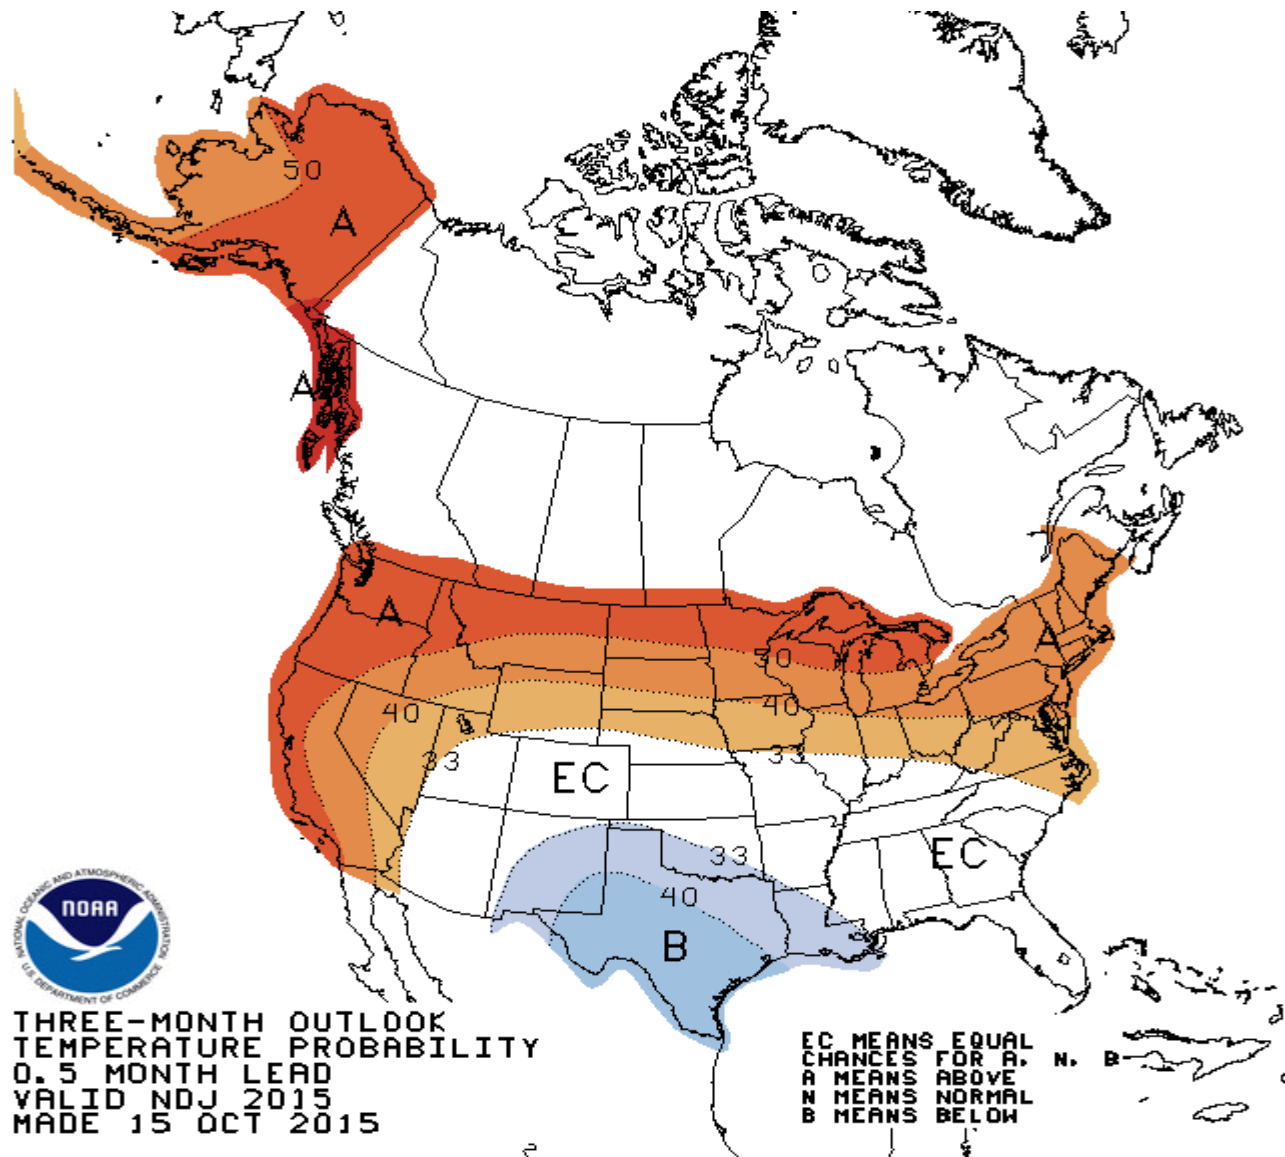 50
A
A
A
A
50
40
40
33
33
EC
EC
33
40
B
NATIONAL OCEANIC AND ATMOSPHERIC ADMINISTRATION
NOAA
U.S. DEPARTMENT OF COMMERCE
THREE-MONTH OUTLOOK
TEMPERATURE PROBABILITY
0.5 MONTH LEAD
VALID NDJ 2015
MADE 15 OCT 2015
EC MEANS EQUAL
CHANCES FOR A, N, B
A MEANS ABOVE
N MEANS NORMAL
B MEANS BELOW